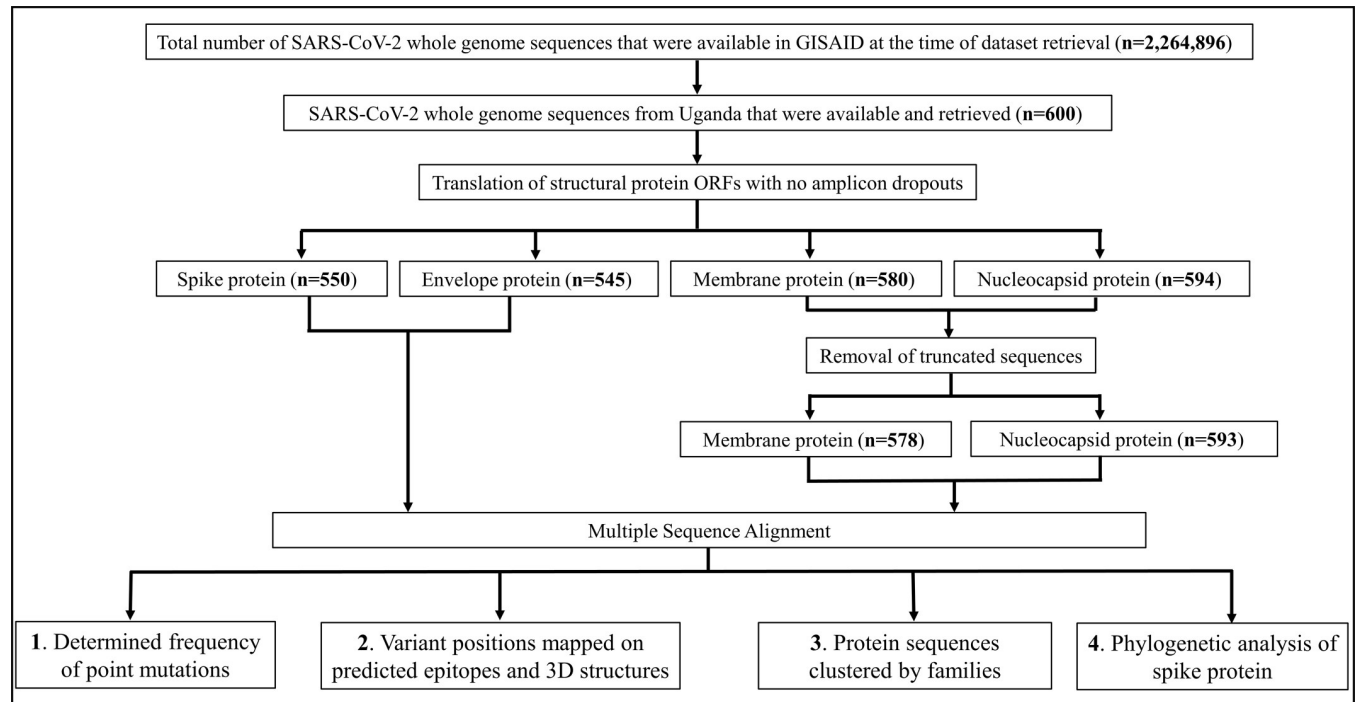 Total number of SARS-CoV-2 whole genome sequences that were available in GISAID at the time of dataset retrieval (n=2,264,896)
SARS-CoV-2 whole genome sequences from Uganda that were available and retrieved (n=600)
Translation of structural protein ORFs with no amplicon dropouts
Spike protein (n=550)
Envelope protein (n=545)
Membrane protein (n=580)
Nucleocapsid protein (n=594)
Removal of truncated sequences
Membrane protein (n=578)
Nucleocapsid protein (n=593)
Multiple Sequence Alignment
1. Determined frequency
of point mutations
2. Variant positions mapped on
predicted epitopes and 3D structures
3. Protein sequences
clustered by families
4. Phylogenetic analysis of
spike protein